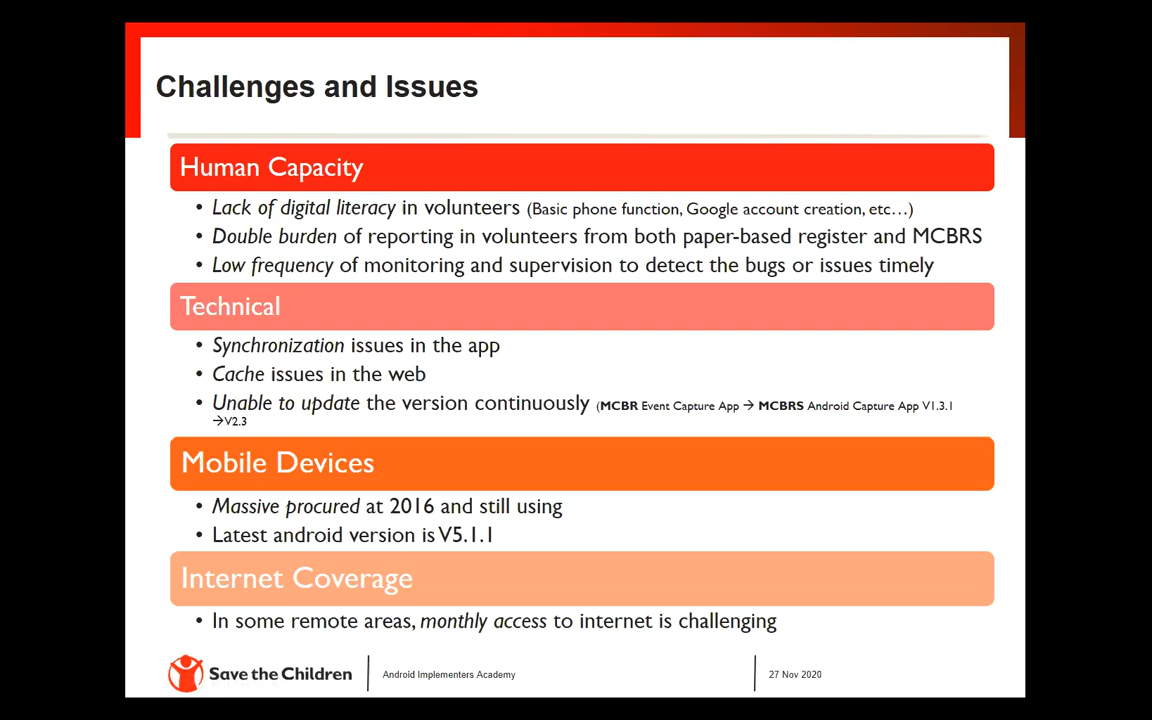 Challenges and Issues
Human Capacity
• Lack of digital literacy in volunteers (Basic phone function, Google account creation, etc…)
• Double burden of reporting in volunteers from both paper-based register and MCBRS
• Low frequency of monitoring and supervision to detect the bugs or issues timely
Technical
• Synchronization issues in the app
• Cache issues in the web
• Unable to update the version continuously (MCBR Event Capture App → MCBRS Android Capture App V1.3.1
→V2.3
Mobile Devices
• Massive procured at 2016 and still using
• Latest android version is V5.1.1
Internet Coverage
• In some remote areas, monthly access to internet is challenging
Save the Children
Android Implementers Academy
27 Nov 2020